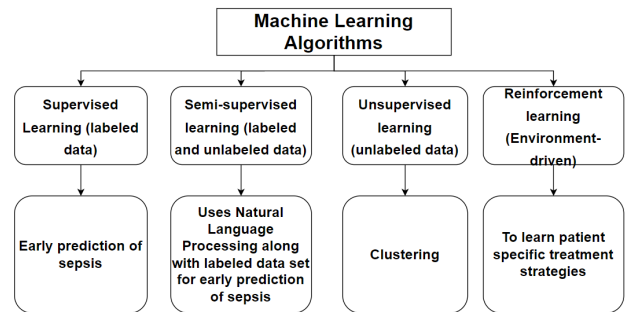 Machine Learning
Algorithms
Supervised
Learning (labeled
data)
Semi-supervised
learning (labeled
and unlabeled data)
Unsupervised
learning
(unlabeled data)
Reinforcement
learning
(Environment-
driven)
Early prediction of
sepsis
Uses Natural
Language
Processing along
with labeled data set
for early prediction
of sepsis
Clustering
To learn patient
specific treatment
strategies